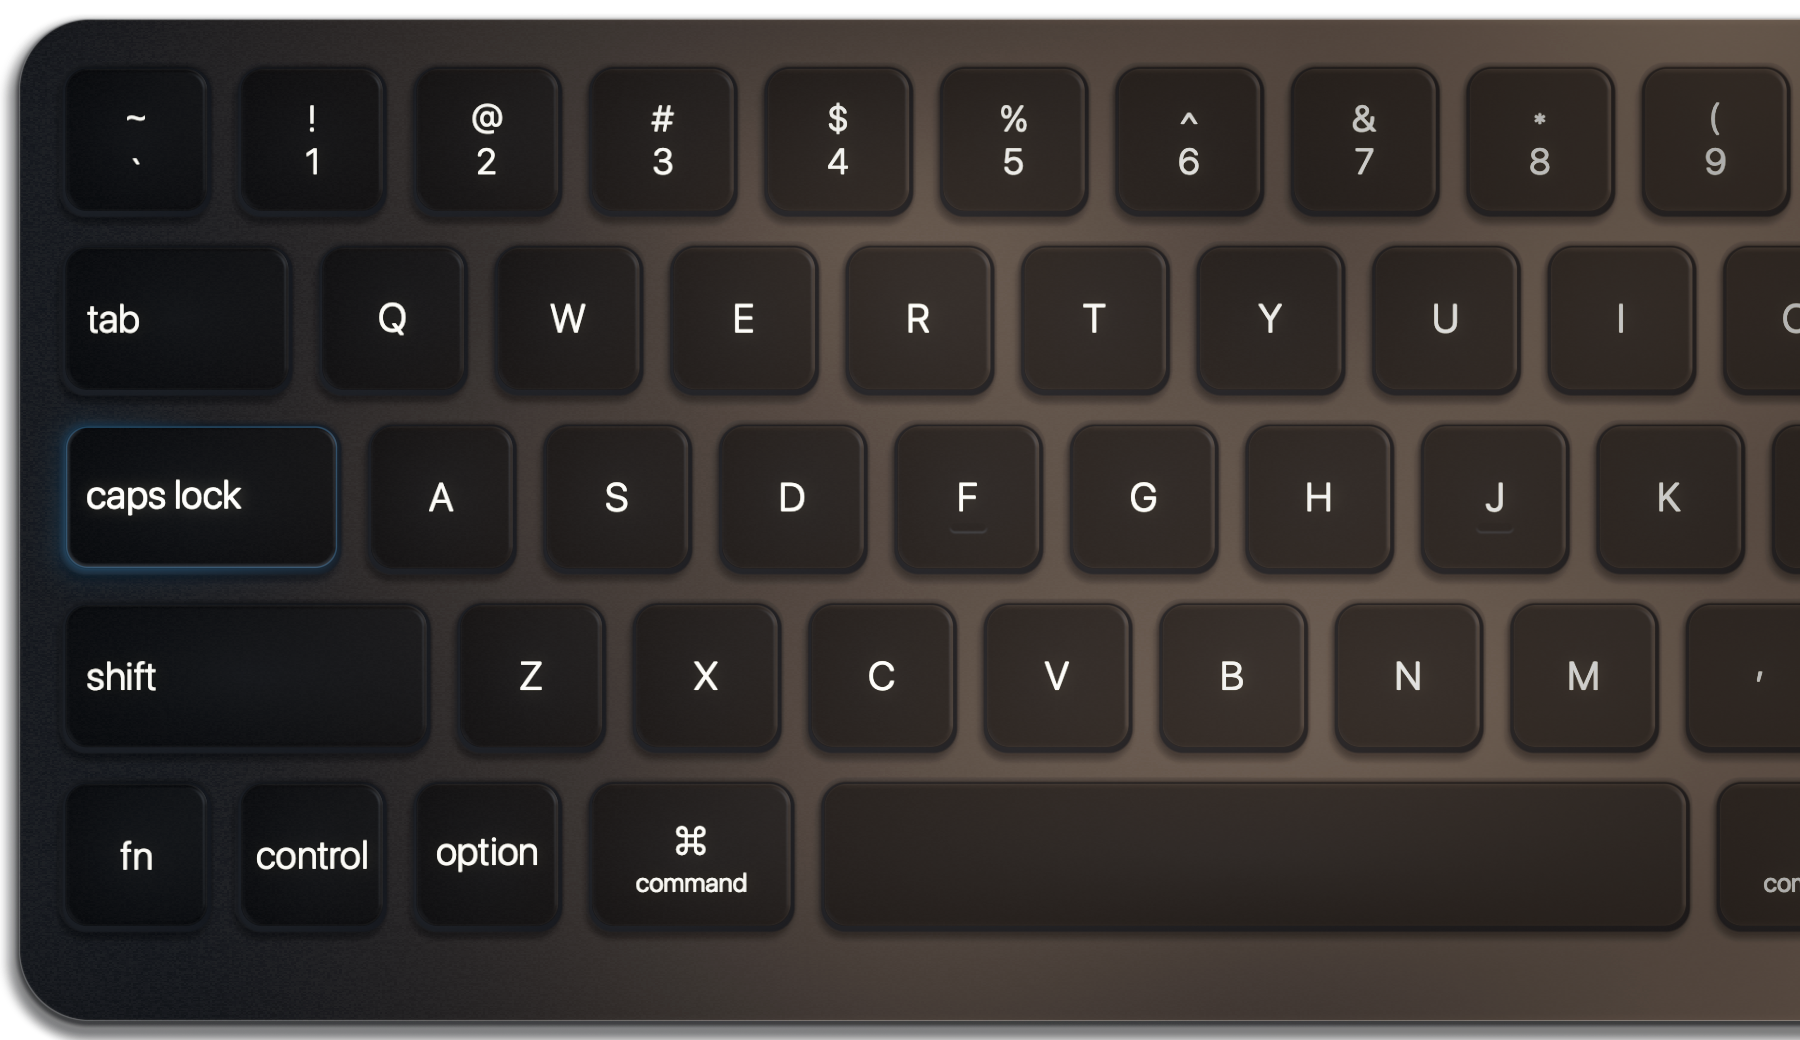 ~ ! @ # $ % ^ & * (
` 1 2 3 4 5 6 7 8 9
tab Q W E R T Y U I
caps lock A S D F G H J K
shift Z X C V B N M ,
fn control option ⌘
command